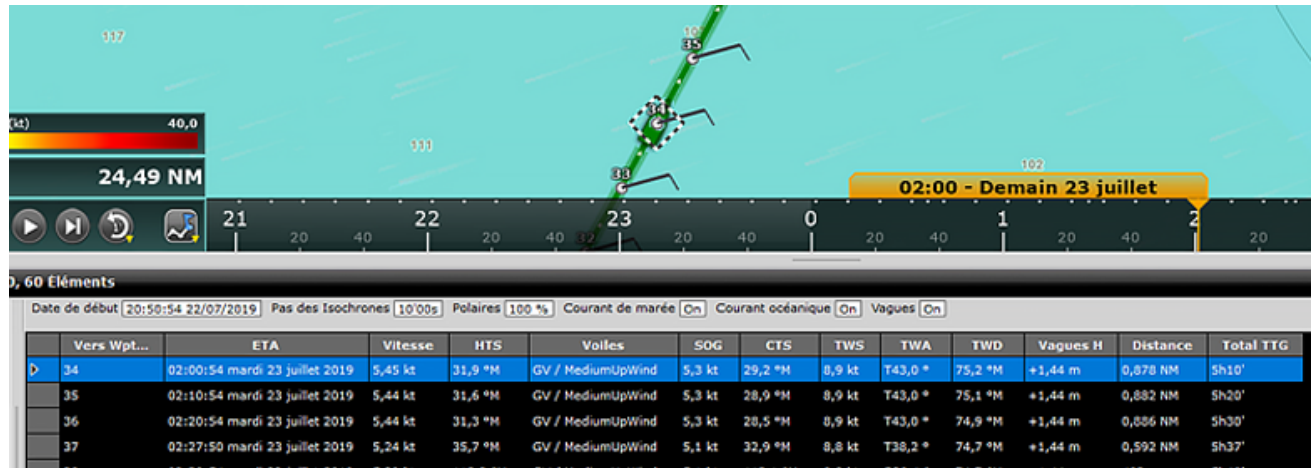 117
10
35
34
(kt) 40,0
111
33
102
24,49 NM
02:00 - Demain 23 juillet
21 20 40 22 20 40 32 23 20 40 0 20 40 1 20 40 2 20
0, 60 Éléments
Date de début 20:50:54 22/07/2019 Pas des Isochrones 10'00s Polaires 100 % Courant de marée On Courant océanique On Vagues On
Vers Wpt... ETA Vitesse HTS Voiles SOG CTS TWS TWA TWD Vagues H Distance Total TTG
34 02:00:54 mardi 23 juillet 2019 5,45 kt 31,9 °M GV / MediumUpWind 5,3 kt 29,2 °M 8,9 kt T43,0 ° 75,2 °M +1,44 m 0,878 NM 5h10'
35 02:10:54 mardi 23 juillet 2019 5,44 kt 31,6 °M GV / MediumUpWind 5,3 kt 28,9 °M 8,9 kt T43,0 ° 75,1 °M +1,44 m 0,882 NM 5h20'
36 02:20:54 mardi 23 juillet 2019 5,44 kt 31,3 °M GV / MediumUpWind 5,3 kt 28,5 °M 8,9 kt T43,0 ° 74,9 °M +1,44 m 0,886 NM 5h30'
37 02:27:50 mardi 23 juillet 2019 5,24 kt 35,7 °M GV / MediumUpWind 5,1 kt 32,9 °M 8,8 kt T38,2 ° 74,7 °M +1,44 m 0,592 NM 5h37'